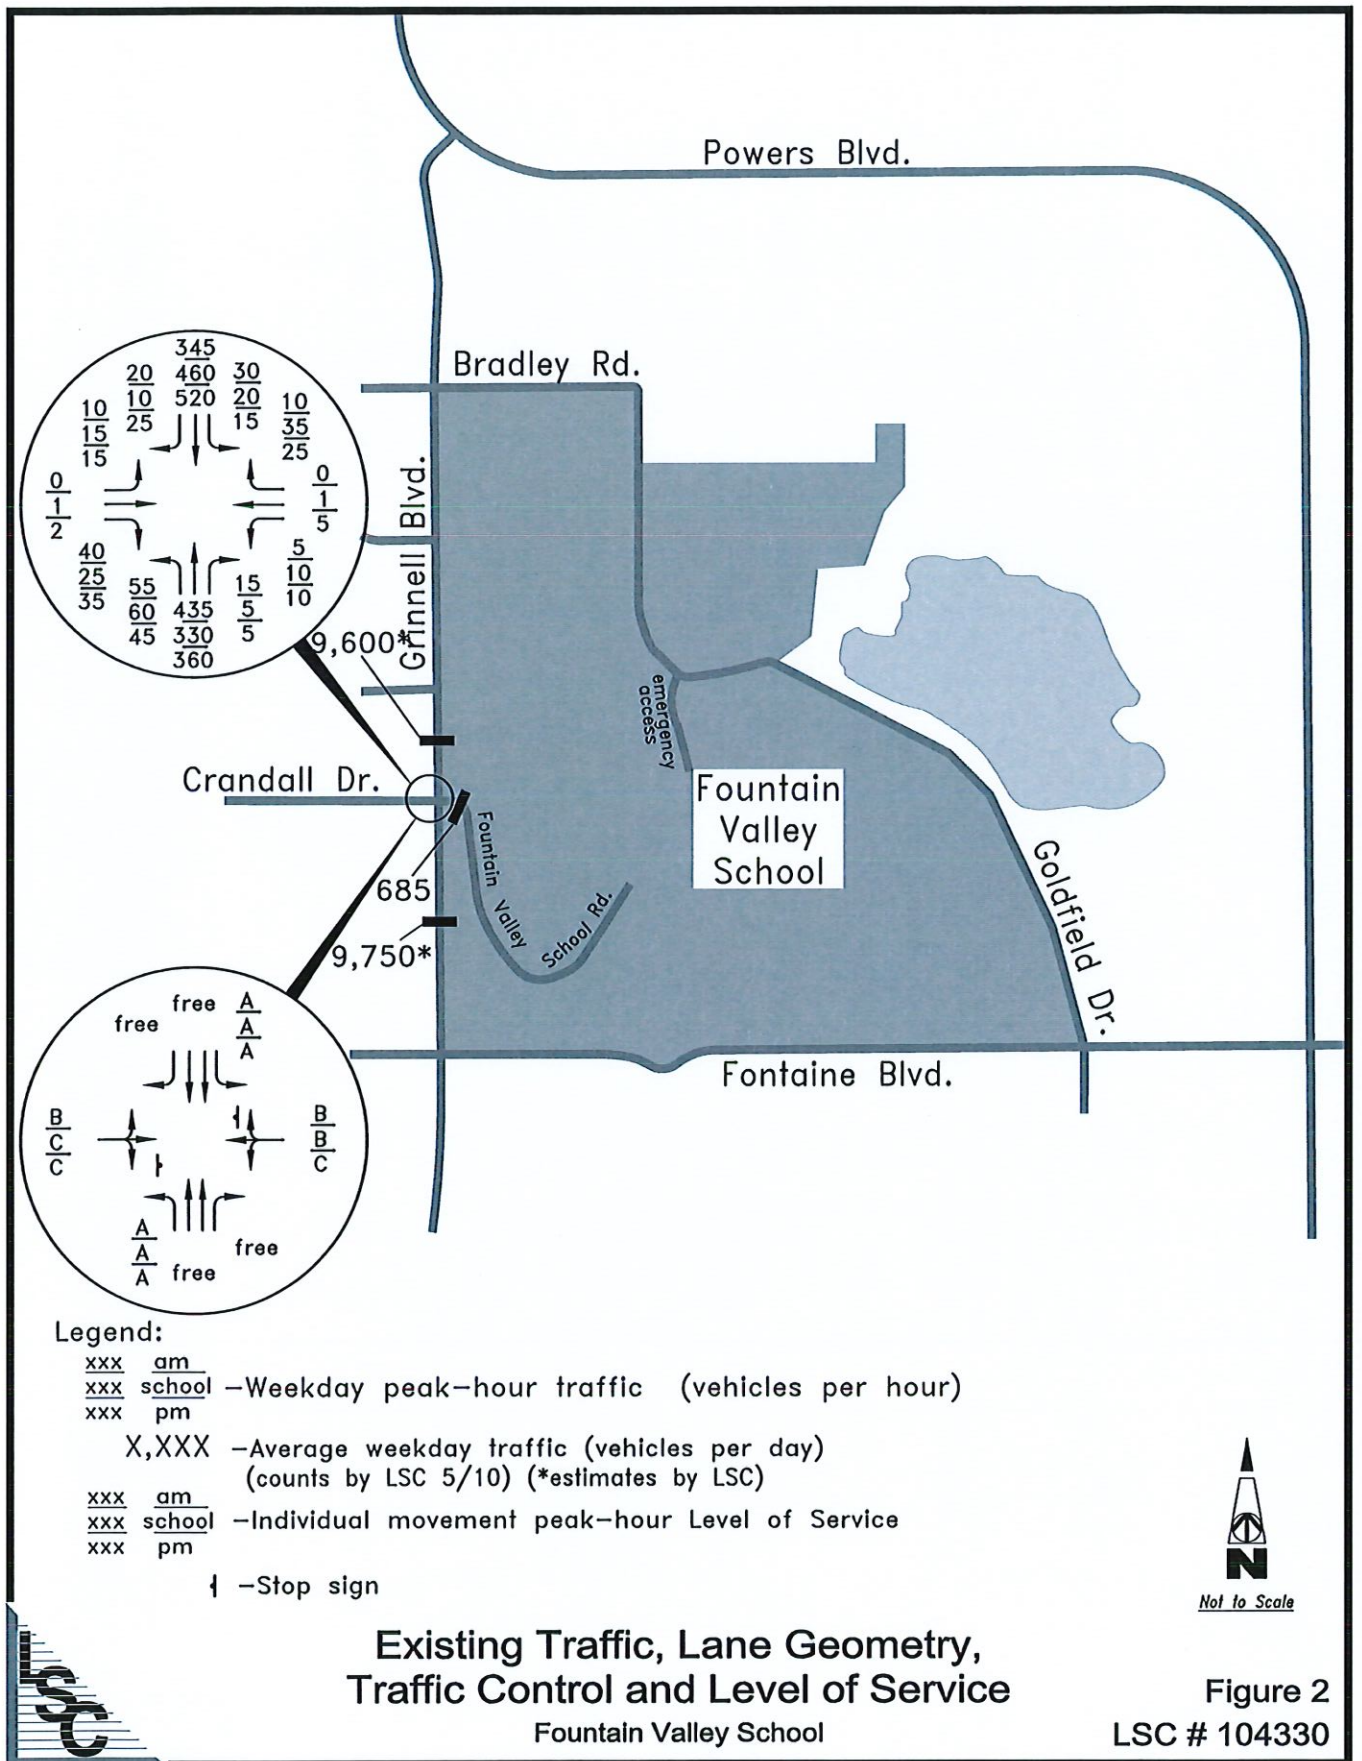 Powers Blvd.
Bradley Rd.
Grinnell Blvd.
345
460
520
20
10
25
30
20
15
10
15
15
10
35
25
0
1
2
0
1
5
40
25
35
55
60
45
435
330
360
15
5
5
5
10
10
9,600*
emergency
access
Crandall Dr.
Fountain
Valley
School
Fountain Valley School Rd.
685
9,750*
Goldfield Dr.
Fontaine Blvd.
free
free
A
A
A
B
C
C
B
B
C
A
A
A
free
free
Legend:
xxx am
xxx school -Weekday peak-hour traffic (vehicles per hour)
xxx pm
X,XXX -Average weekday traffic (vehicles per day)
(counts by LSC 5/10) (*estimates by LSC)
xxx am
xxx school -Individual movement peak-hour Level of Service
xxx pm
-Stop sign
N
Not to Scale
LSC
Existing Traffic, Lane Geometry,
Traffic Control and Level of Service
Fountain Valley School
Figure 2
LSC # 104330